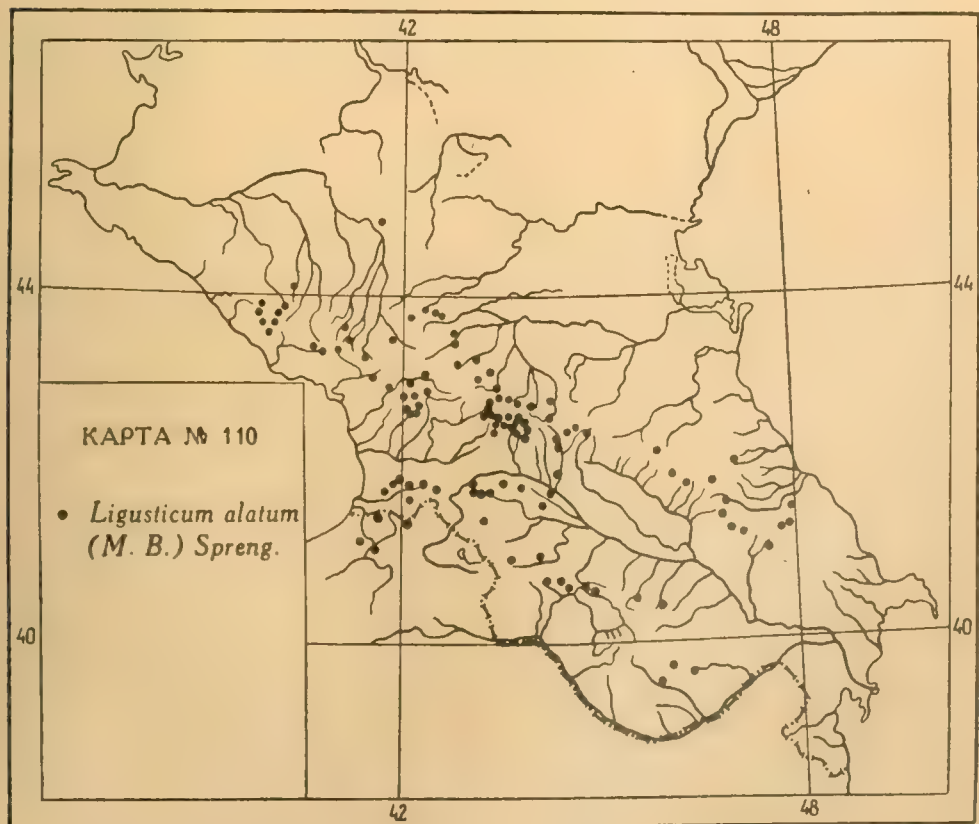 42 48
44 44
КАРТА № 110
Ligusticum alatum
(M. B.) Spreng.
40 40
42 48